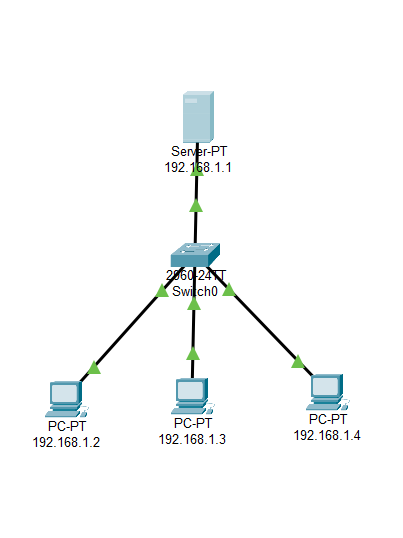 Server-PT
192.168.1.1
2960-24TT
Switch0
PC-PT
192.168.1.2
PC-PT
192.168.1.3
PC-PT
192.168.1.4